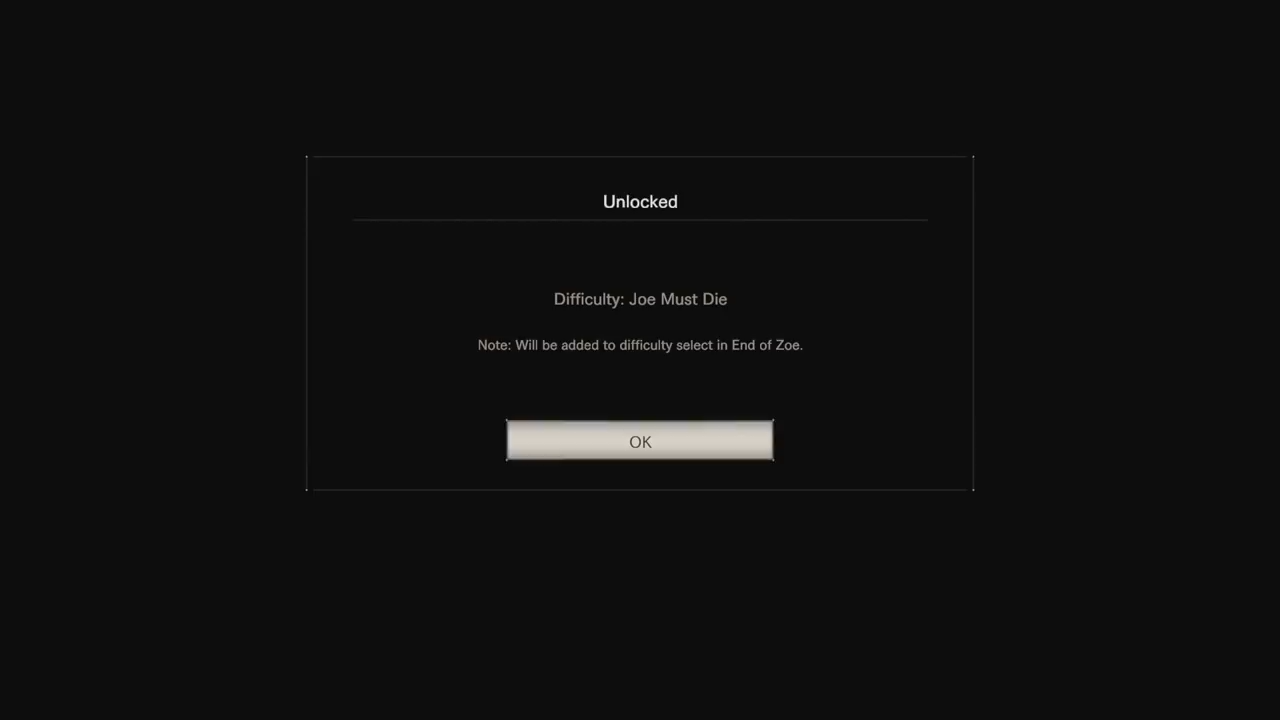 Unlocked
Difficulty: Joe Must Die
Note: Will be added to difficulty select in End of Zoe.
OK